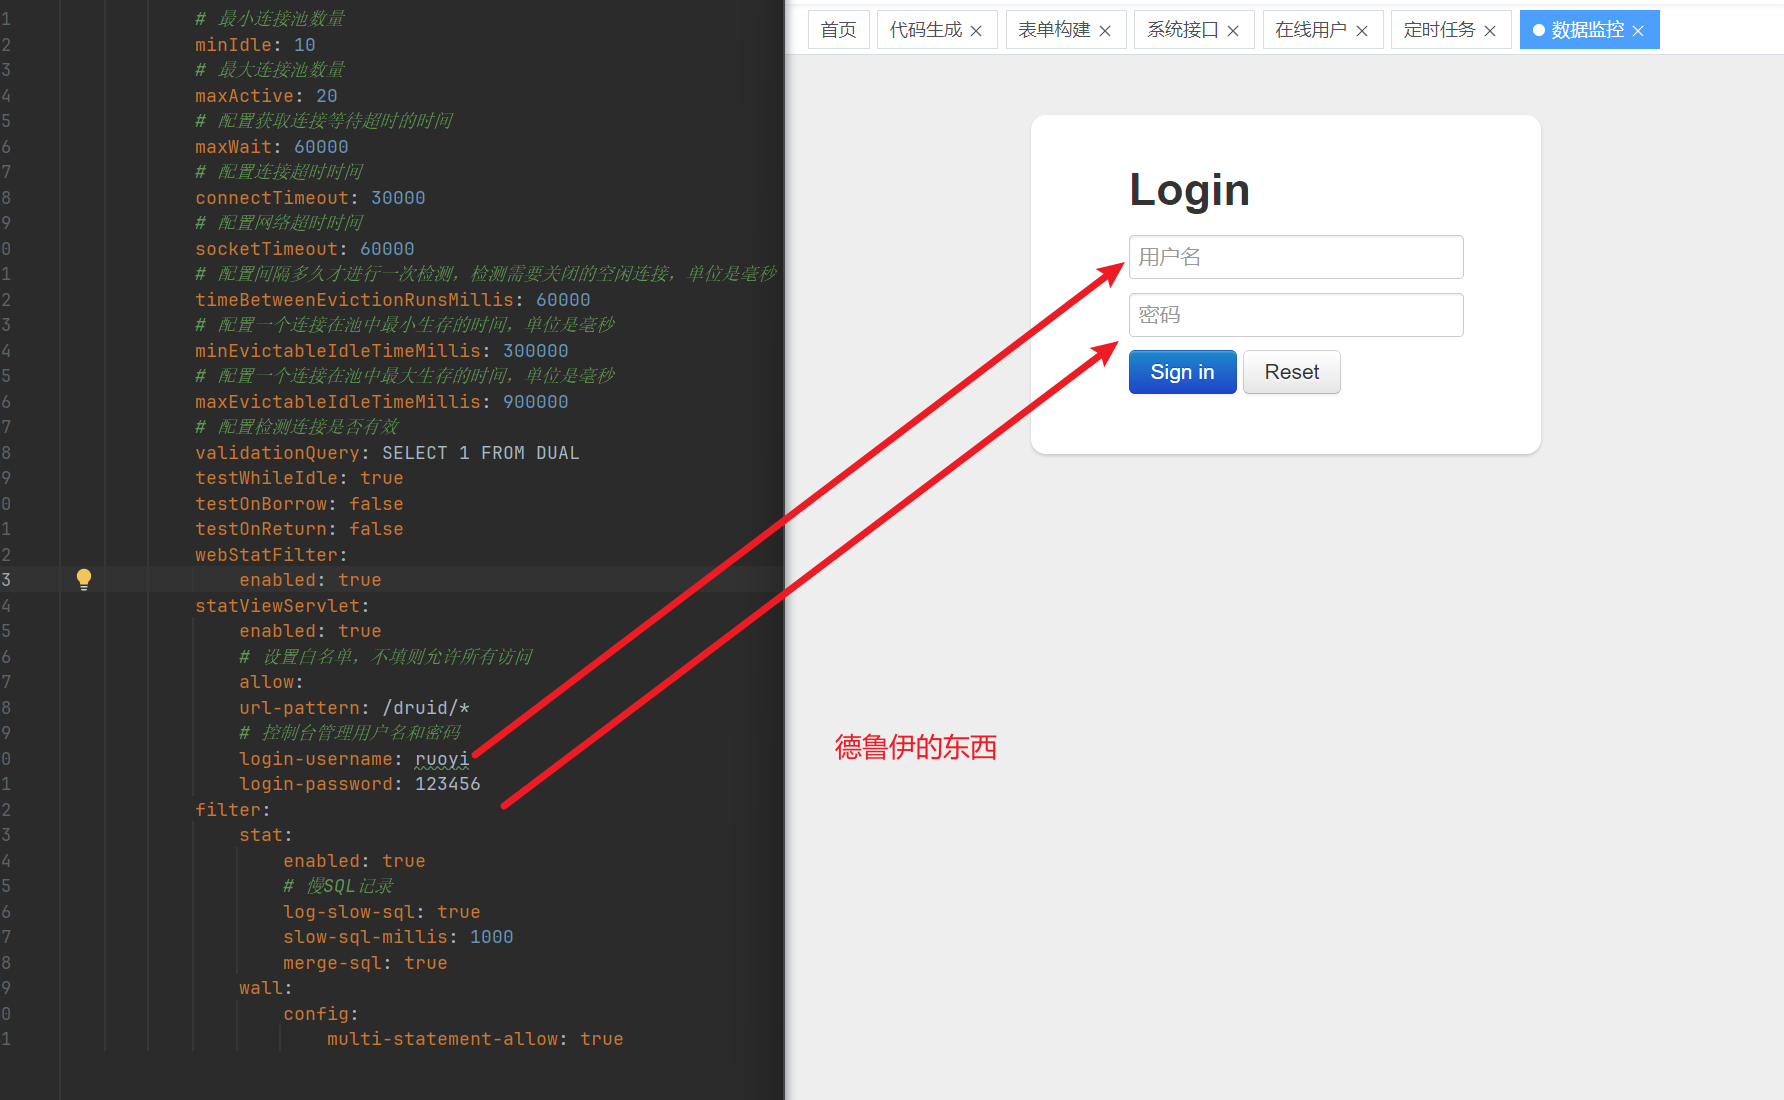 1 # 最小连接池数量
2 minIdle: 10
3 # 最大连接池数量
4 maxActive: 20
5 # 配置获取连接等待超时的时间
6 maxWait: 60000
7 # 配置连接超时时间
8 connectTimeout: 30000
9 # 配置网络超时时间
0 socketTimeout: 60000
1 # 配置间隔多久才进行一次检测，检测需要关闭的空闲连接，单位是毫秒
2 timeBetweenEvictionRunsMillis: 60000
3 # 配置一个连接在池中最小生存的时间，单位是毫秒
4 minEvictableIdleTimeMillis: 300000
5 # 配置一个连接在池中最大生存的时间，单位是毫秒
6 maxEvictableIdleTimeMillis: 900000
7 # 配置检测连接是否有效
8 validationQuery: SELECT 1 FROM DUAL
9 testWhileIdle: true
0 testOnBorrow: false
1 testOnReturn: false
2 webStatFilter:
3 enabled: true
4 statViewServlet:
5 enabled: true
6 # 设置白名单，不填则允许所有访问
7 allow:
8 url-pattern: /druid/*
9 # 控制台管理用户名和密码
0 login-username: ruoyi
1 login-password: 123456
2 filter:
3 stat:
4 enabled: true
5 # 慢SQL记录
6 log-slow-sql: true
7 slow-sql-millis: 1000
8 merge-sql: true
9 wall:
0 config:
1 multi-statement-allow: true
首页 代码生成 × 表单构建 × 系统接口 × 在线用户 × 定时任务 × 数据监控 ×
Login
用户名
密码
Sign in Reset
德鲁伊的东西